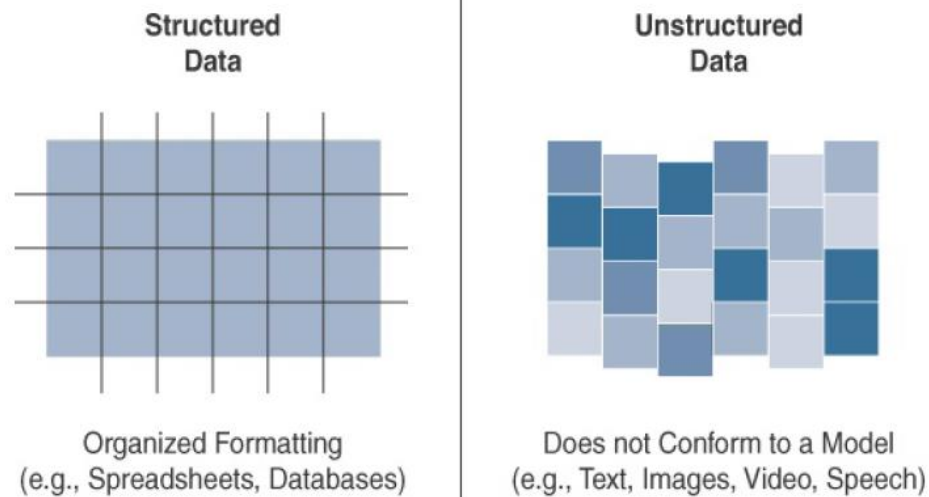 Structured
Data
Organized Formatting
(e.g., Spreadsheets, Databases)
Unstructured
Data
Does not Conform to a Model
(e.g., Text, Images, Video, Speech)